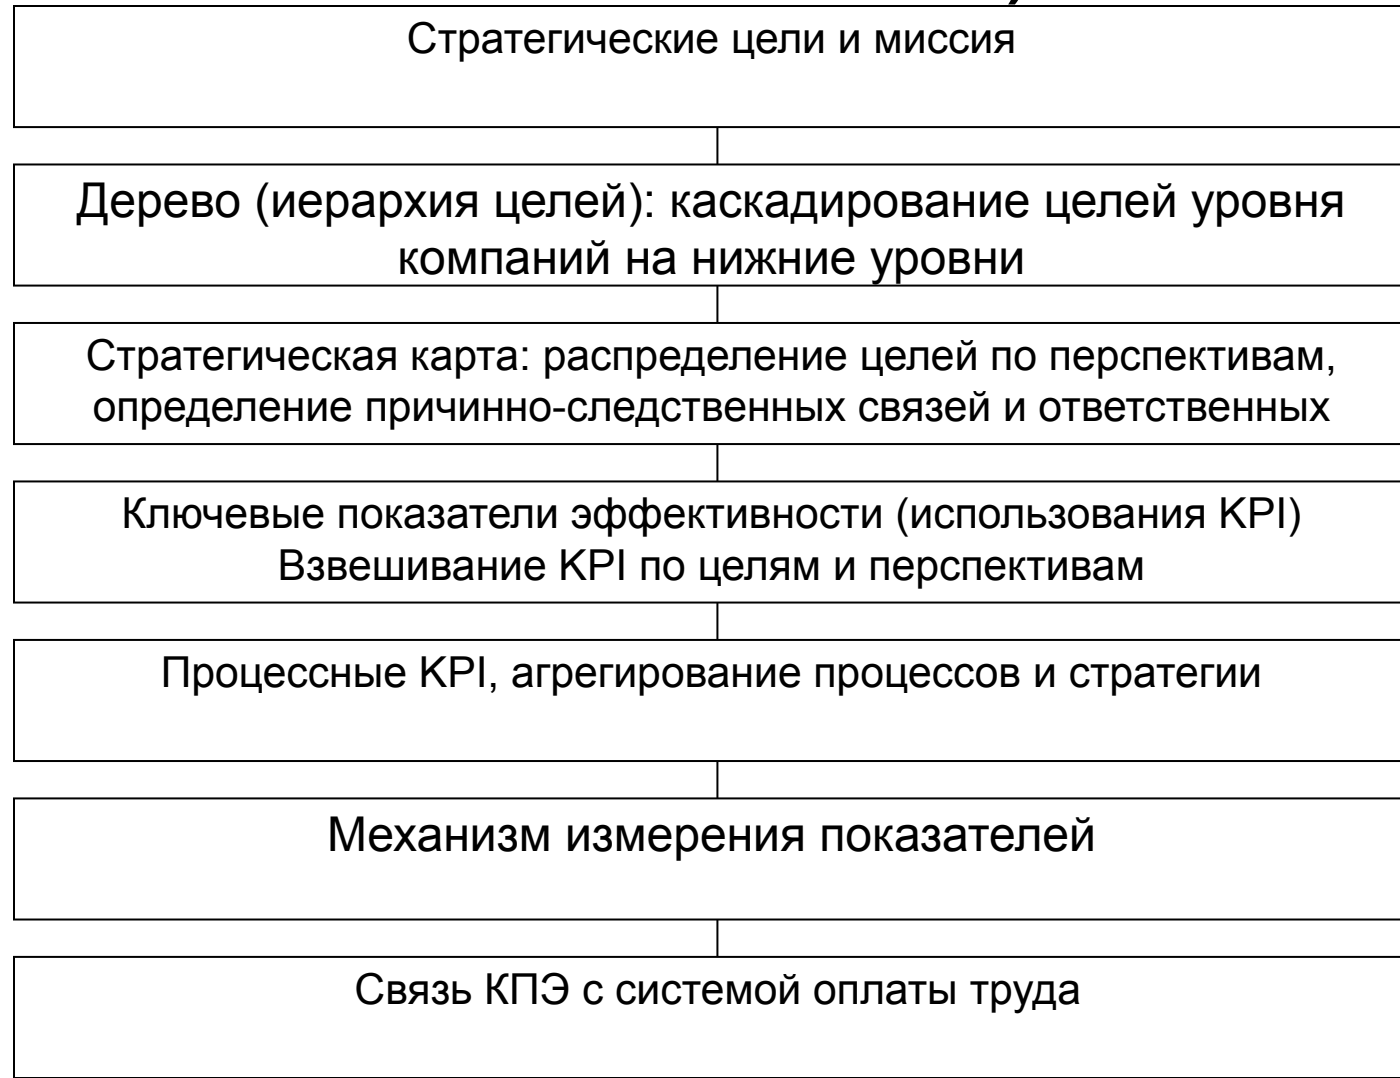 Стратегические цели и миссия
Дерево (иерархия целей): каскадирование целей уровня
компаний на нижние уровни
Стратегическая карта: распределение целей по перспективам,
определение причинно-следственных связей и ответственных
Ключевые показатели эффективности (использования KPI)
Взвешивание KPI по целям и перспективам
Процессные KPI, агрегирование процессов и стратегии
Механизм измерения показателей
Связь КПЭ с системой оплаты труда